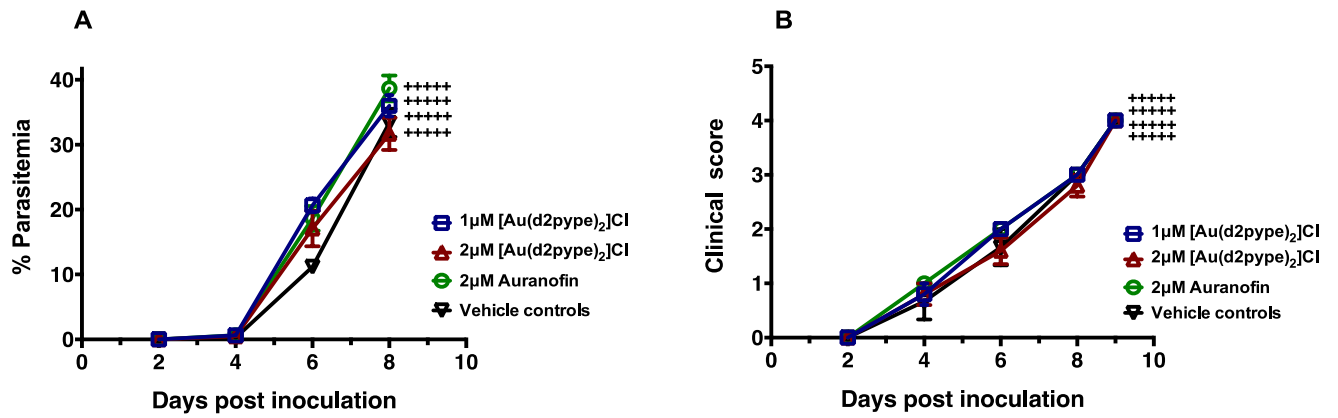 A
% Parasitemia
40
30
20
10
0
+++++
+++++
+++++
+++++
1µM [Au(d2pype)₂]Cl
2µM [Au(d2pype)₂]Cl
2µM Auranofin
Vehicle controls
0 2 4 6 8 10
Days post inoculation
B
Clinical score
5
4
3
2
1
0
+++++
++++
++++
+++++
1µM [Au(d2pype)₂]Cl
2µM [Au(d2pype)₂]Cl
2µM Auranofin
Vehicle controls
0 2 4 6 8 10
Days post inoculation